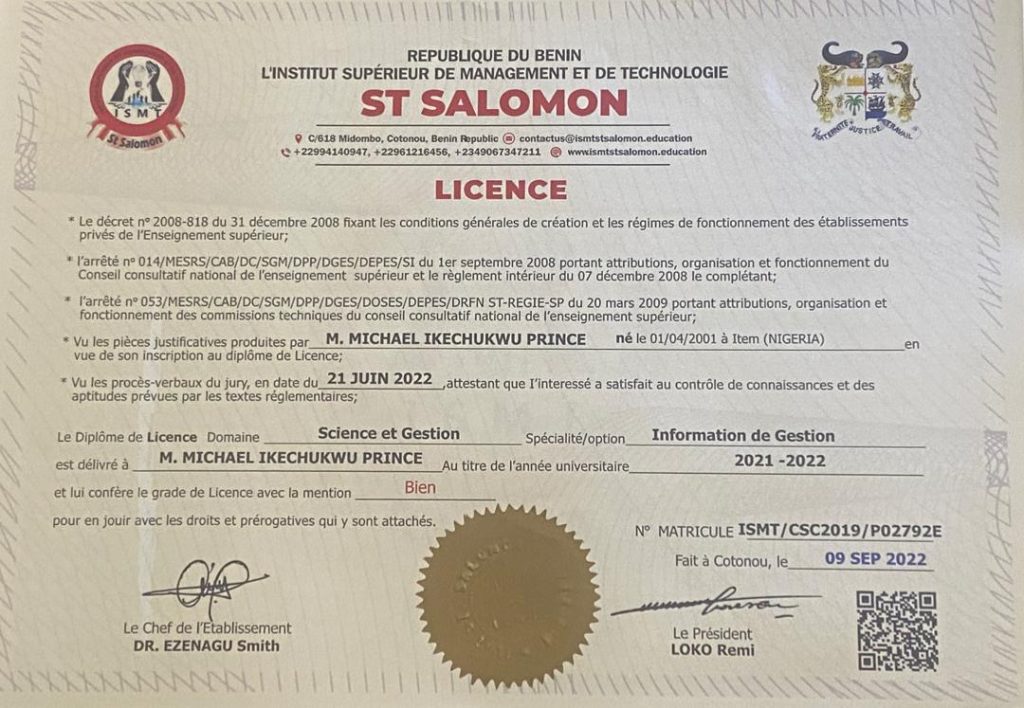 REPUBLIQUE DU BENIN
L'INSTITUT SUPÉRIEUR DE MANAGEMENT ET DE TECHNOLOGIE
ST SALOMON
C/618 Midombo, Cotonou, Benin Republic contactus@ismtstsalomon.education
+22994140947, +22961216456, +2349067347211 www.ismtstsalomon.education
ISMT
St Salomon
FRATERNITÉ JUSTICE TRAVAIL
LICENCE
* Le décret nº 2008-818 du 31 décembre 2008 fixant les conditions générales de création et les régimes de fonctionnement des établissements
privés de l'Enseignement supérieur;
* l'arrêté nº 014/MESRS/CAB/DC/SGM/DPP/DGES/DEPES/SI du 1er septembre 2008 portant attributions, organisation et fonctionnement du
Conseil consultatif national de l'enseignement supérieur et le règlement intérieur du 07 décembre 2008 le complétant;
* l'arrêté nº 053/MESRS/CAB/DC/SGM/DPP/DGES/DOSES/DEPES/DRFN ST-REGIE-SP du 20 mars 2009 portant attributions, organisation et
fonctionnement des commissions techniques du conseil consultatif national de l'enseignement supérieur;
* Vu les pièces justificatives produites par M. MICHAEL IKECHUKWU PRINCE né le 01/04/2001 à Item (NIGERIA) en
vue de son inscription au diplôme de Licence;
* Vu les procès-verbaux du jury, en date du 21 JUIN 2022 ,attestant que l'interessé a satisfait au contrôle de connaissances et des
aptitudes prévues par les textes réglementaires;
Le Diplôme de Licence Domaine Science et Gestion Spécialité/option Information de Gestion
est délivré à M. MICHAEL IKECHUKWU PRINCE Au titre de l'année universitaire 2021 -2022
et lui confère le grade de Licence avec la mention Bien
pour en jouir avec les droits et prérogatives qui y sont attachés.
Nº MATRICULE ISMT/CSC2019/P02792E
Fait à Cotonou, le 09 SEP 2022
Le Chef de l'Etablissement
DR. EZENAGU Smith
Le Président
LOKO Remi